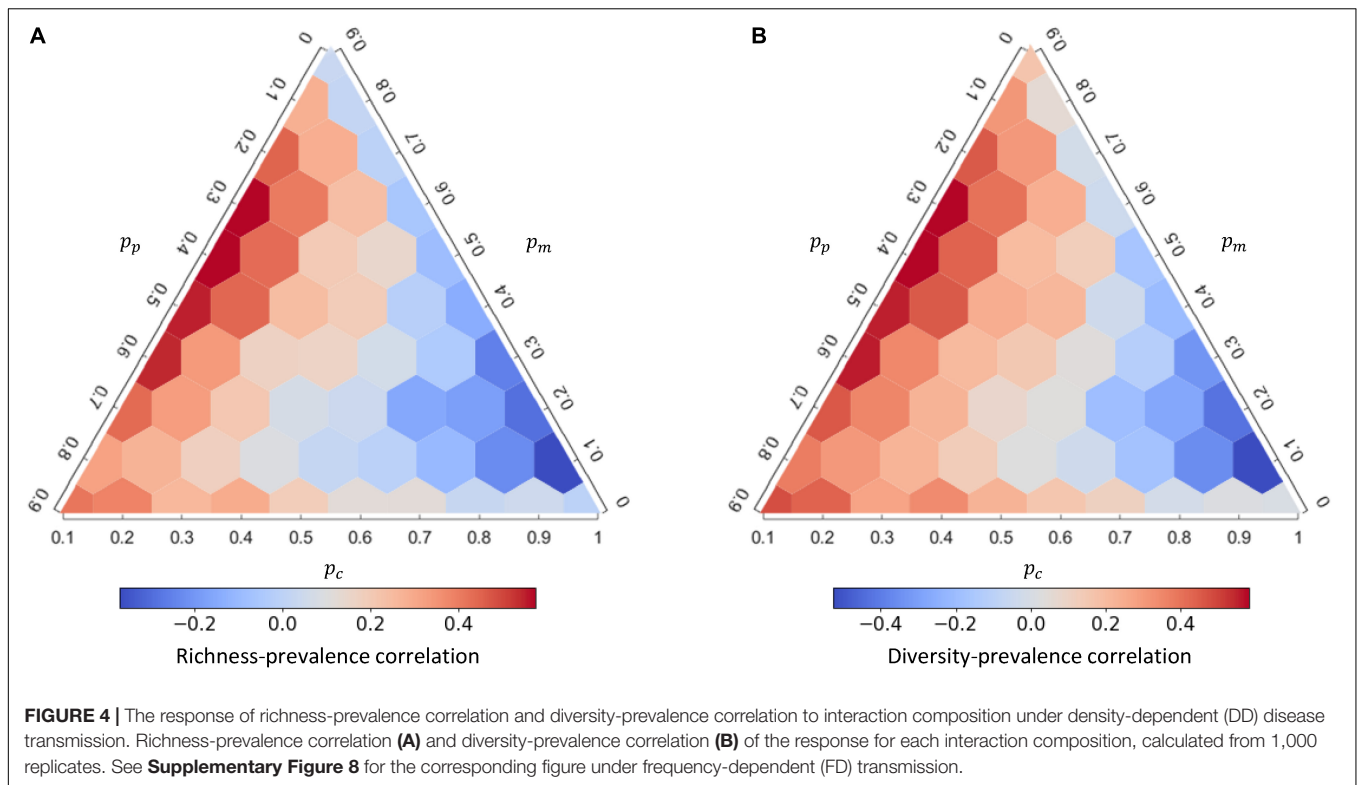 A
0
0.1
0.2
0.3
0.4
0.5
0.6
0.7
0.8
0.9
p_p
0.9
0.8
0.7
0.6
0.5
0.4
0.3
0.2
0.1
0
p_m
0.1 0.2 0.3 0.4 0.5 0.6 0.7 0.8 0.9 1
p_c
−0.2 0.0 0.2 0.4
Richness-prevalence correlation
B
0
0.1
0.2
0.3
0.4
0.5
0.6
0.7
0.8
0.9
p_p
0.9
0.8
0.7
0.6
0.5
0.4
0.3
0.2
0.1
0
p_m
0.1 0.2 0.3 0.4 0.5 0.6 0.7 0.8 0.9 1
p_c
−0.4 −0.2 0.0 0.2 0.4
Diversity-prevalence correlation
FIGURE 4 | The response of richness-prevalence correlation and diversity-prevalence correlation to interaction composition under density-dependent (DD) disease
transmission. Richness-prevalence correlation (A) and diversity-prevalence correlation (B) of the response for each interaction composition, calculated from 1,000
replicates. See Supplementary Figure 8 for the corresponding figure under frequency-dependent (FD) transmission.